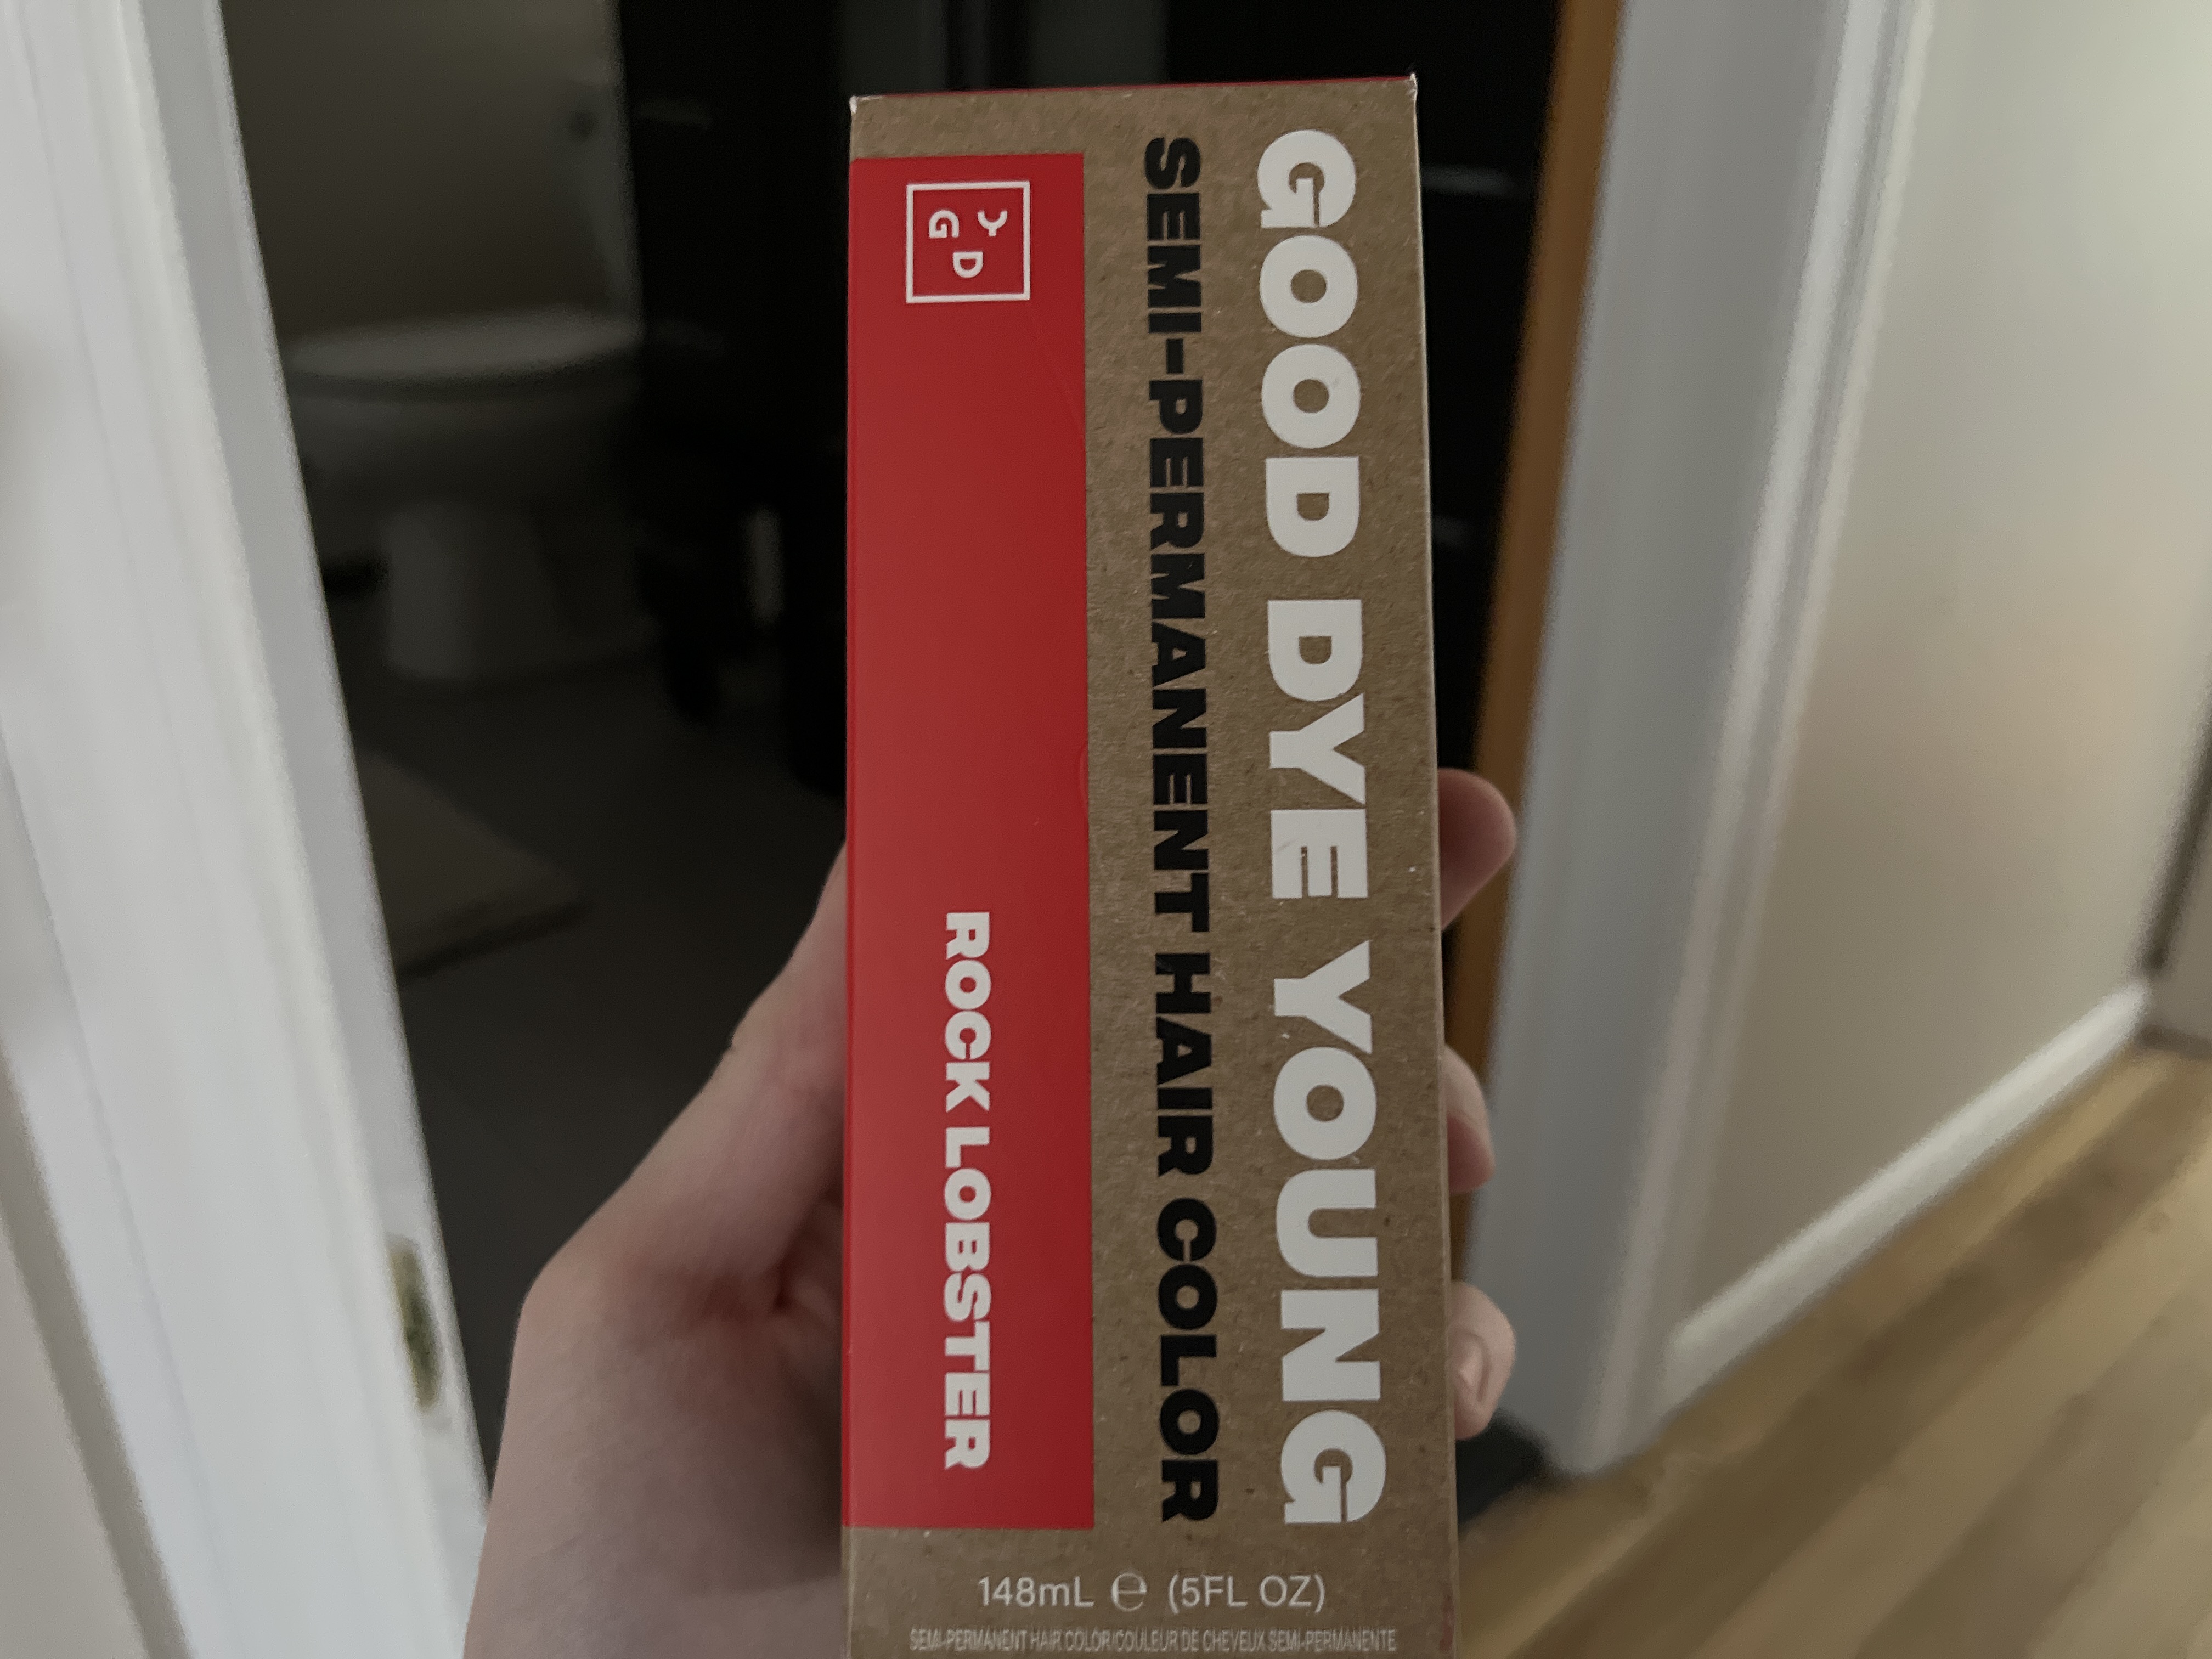 GOOD DYE YOUNG
SEMI-PERMANENT HAIR COLOR
Y
G D
ROCK LOBSTER
148mL ℮ (5FL OZ)
SEMI-PERMANENT HAIR COLOR/COULEUR DE CHEVEUX SEMI-PERMANENTE